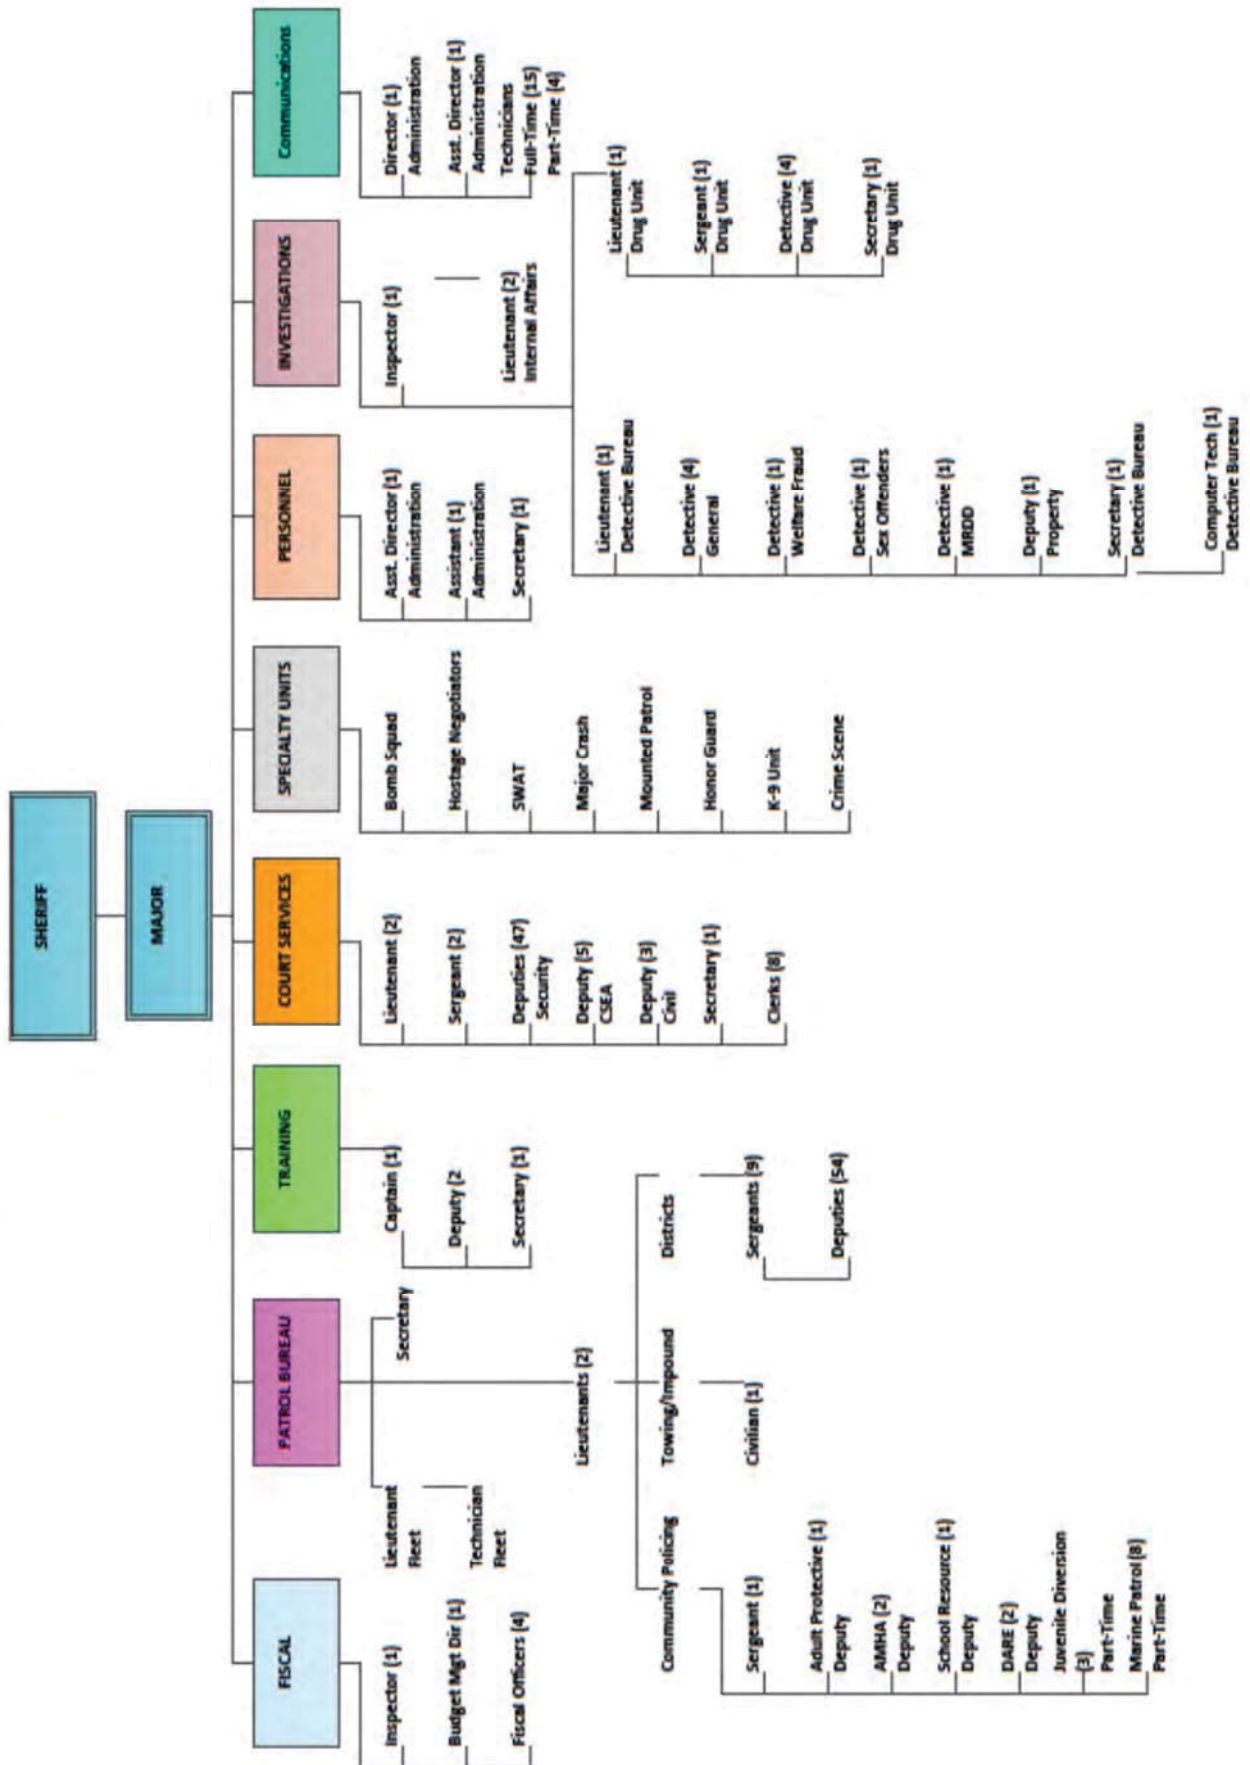 SHERIFF
MAJOR
FISCAL
Inspector (1)
Budget Mgt Dir (1)
Fiscal Officers (4)
PATROL BUREAU
Lieutenant
Fleet
Technician
Fleet
Secretary
Lieutenants (2)
Community Policing
Sergeant (1)
Adult Protective (1)
Deputy
AMHA (2)
Deputy
School Resource (1)
Deputy
DARE (2)
Deputy
Juvenile Diversion
(3)
Part-Time
Marine Patrol (8)
Part-Time
Towing/Impound
Civilian (1)
Districts
Sergeants (9)
Deputies (54)
TRAINING
Captain (1)
Deputy (2
Secretary (1)
COURT SERVICES
Lieutenant (2)
Sergeant (2)
Deputies (47)
Security
Deputy (5)
CSEA
Deputy (3)
Civil
Secretary (1)
Clerks (8)
SPECIALTY UNITS
Bomb Squad
Hostage Negotiators
SWAT
Major Crash
Mounted Patrol
Honor Guard
K-9 Unit
Crime Scene
PERSONNEL
Asst. Director (1)
Administration
Assistant (1)
Administration
Secretary (1)
INVESTIGATIONS
Inspector (1)
Lieutenant (2)
Internal Affairs
Lieutenant (1)
Detective Bureau
Detective (4)
General
Detective (1)
Welfare Fraud
Detective (1)
Sex Offenders
Detective (1)
MRDD
Deputy (1)
Property
Secretary (1)
Detective Bureau
Computer Tech (1)
Detective Bureau
Lieutenant (1)
Drug Unit
Sergeant (1)
Drug Unit
Detective (4)
Drug Unit
Secretary (1)
Drug Unit
Communications
Director (1)
Administration
Asst. Director (1)
Administration
Technicians
Full-Time (15)
Part-Time (4)